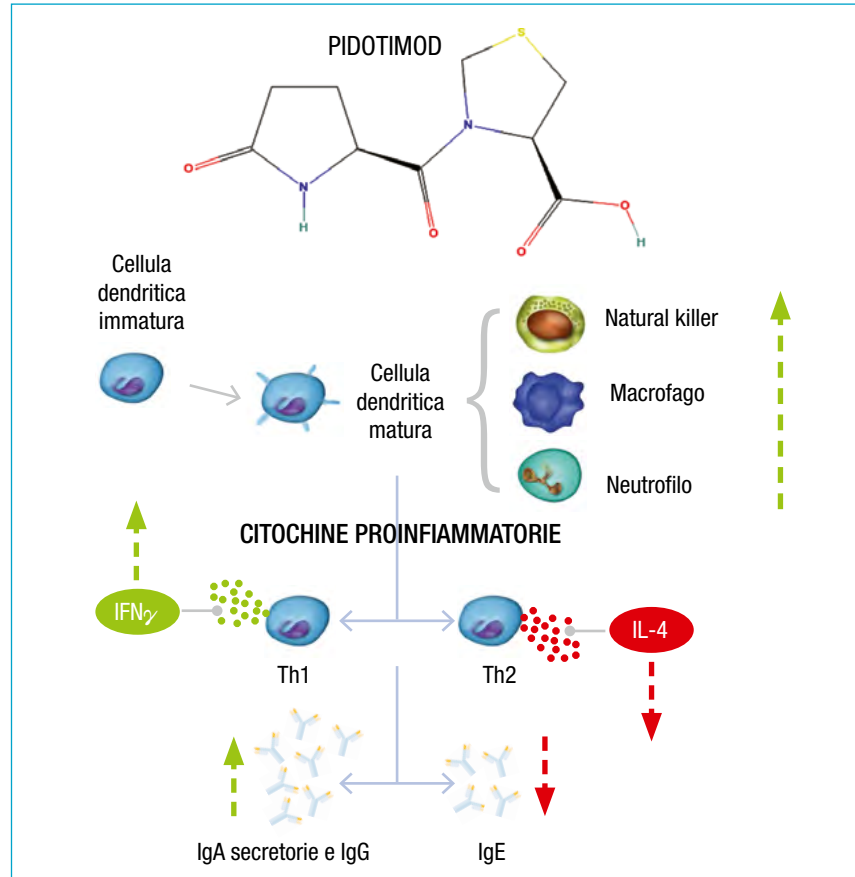 PIDOTIMOD
S
N
O
N
H
O
O
O
H
Cellula
dendritica
immatura
Cellula
dendritica
matura
Natural killer
Macrofago
Neutrofilo
CITOCHINE PROINFIAMMATORIE
IFNγ
IL-4
Th1
Th2
IgA secretorie e IgG
IgE